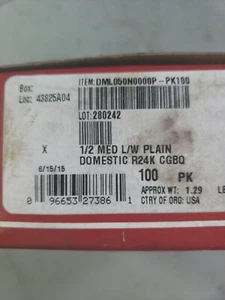 Box:
ITEM: DML050N0000P-PK100
Loc: 43825A04
LOT: 280242
X 1/2 MED L/W PLAIN
DOMESTIC R24K CGBQ
6/15/15
100 PK
APPROX WT: 1.29 LE
0 96653 27386 1
CTRY OF ORG: USA